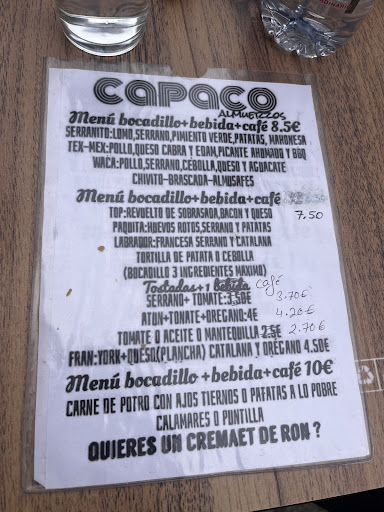 CAPACO
ALMUERZOS
Menú bocadillo+bebida+café 8.5€
SERRANITO:LOMO,SERRANO,PIMIENTO VERDE,PATATAS, MAHONESA
TEX-MEX:POLLO,QUESO CABRA Y EDAM,PICANTE AHUMADO Y BBQ
WACA:POLLO,SERRANO,CEBOLLA,QUESO Y AGUACATE
CHIVITO-BRASCADA-ALMUSAFES
Menú bocadillo+bebida+café
7,50
TOP:REVUELTO DE SOBRASADA,BACON Y QUESO
PAQUITA:HUEVOS ROTOS,SERRANO Y PATATAS
LABRADOR:FRANCESA SERRANO Y CATALANA
TORTILLA DE PATATA O CEBOLLA
(BOCADILLO 3 INGREDIENTES MAXIMO)
Tostadas+1 bebida café
SERRANO+ TOMATE:3,50€ 3.70€
ATUN+TONATE+OREGANO:4€ 4.20€
TOMATE O ACEITE O MANTEQUILLA 2.5€ 2.70€
FRAN:YORK+QUESO(PLANCHA) CATALANA Y OREGANO 4.50€
Menú bocadillo +bebida+café 10€
CARNE DE POTRO CON AJOS TIERNOS O PATATAS A LO POBRE
CALAMARES O PUNTILLA
QUIERES UN CREMAET DE RON ?